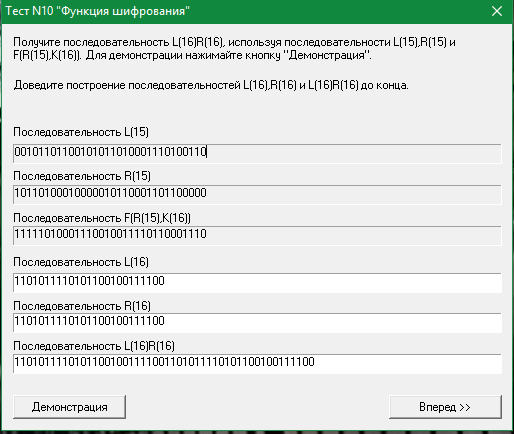 Тест N10 "Функция шифрования"
Получите последовательность L(16)R(16), используя последовательности L(15),R(15) и
F(R(15),K(16)). Для демонстрации нажимайте кнопку "Демонстрация".
Доведите построение последовательностей L(16),R(16) и L(16)R(16) до конца.
Последовательность L(15)
00101101100101011010001110100110
Последовательность R(15)
10110100010000010110001101100000
Последовательность F(R(15),K(16))
11111010001110010011110110001110
Последовательность L(16)
1101011110101100100111100
Последовательность R(16)
1101011110101100100111100
Последовательность L(16)R(16)
11010111101011001001111001101011110101100100111100
Демонстрация
Вперед >>